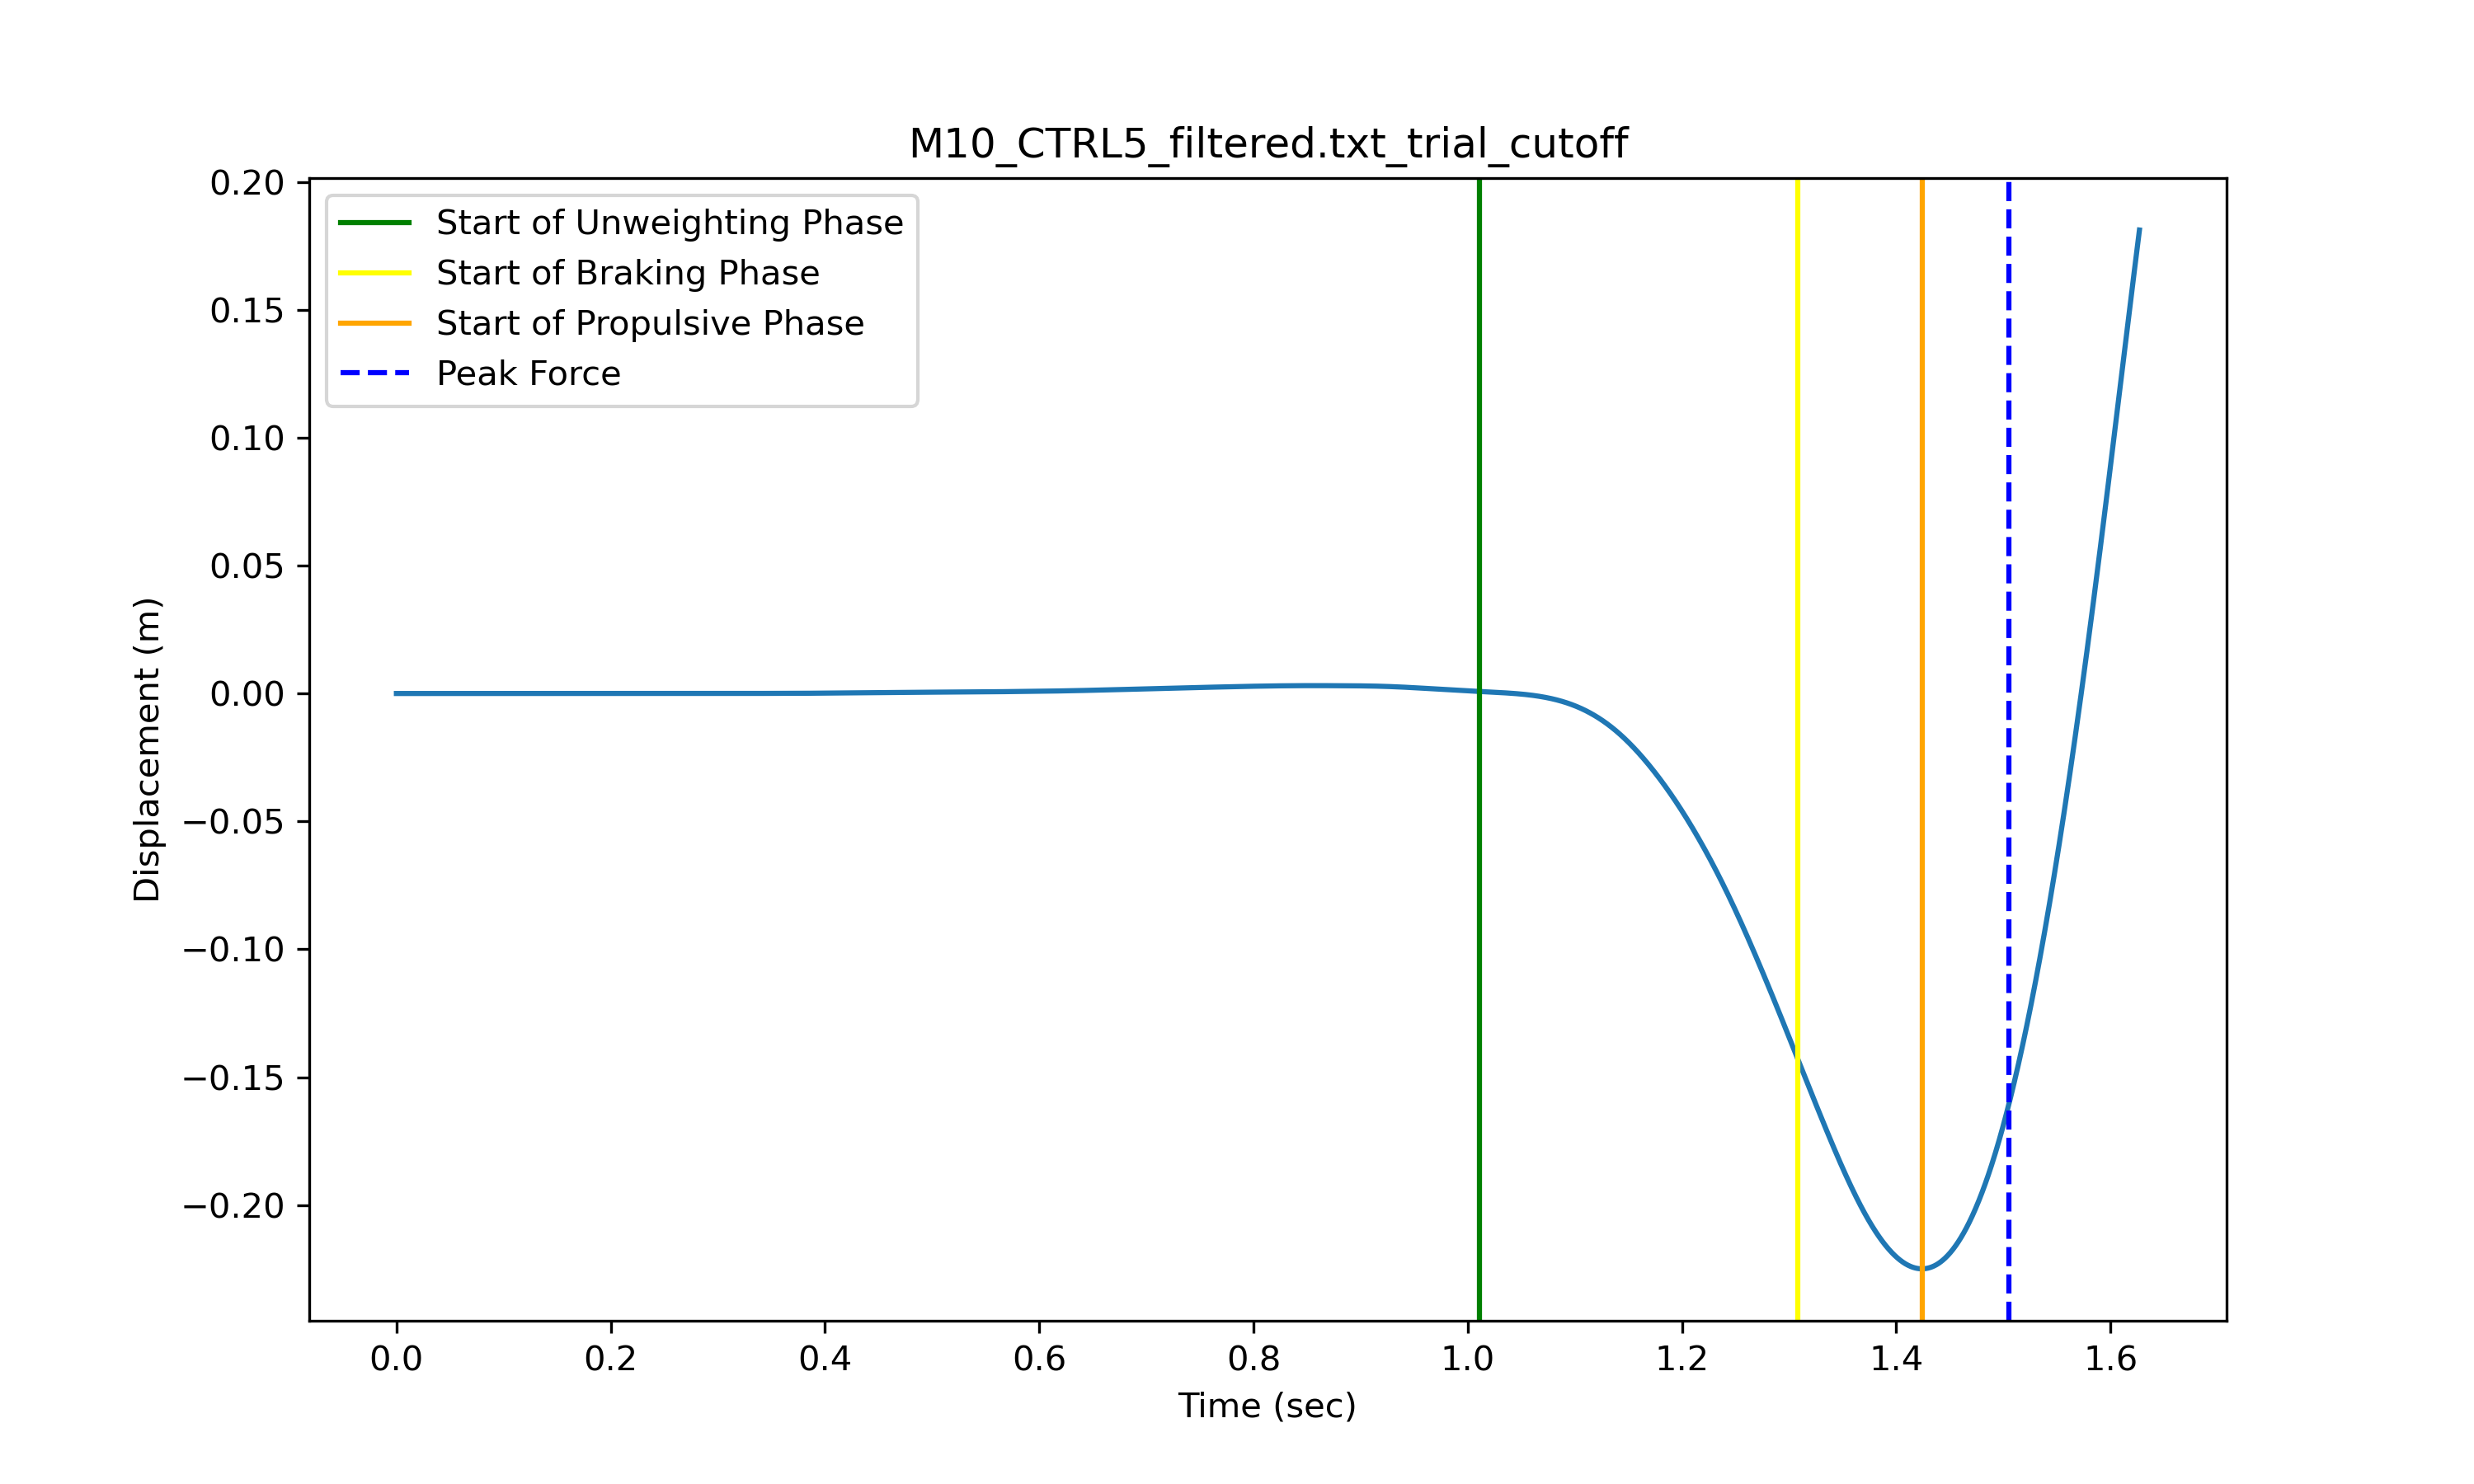 M10_CTRL5_filtered.txt_trial_cutoff
Start of Unweighting Phase
Start of Braking Phase
Start of Propulsive Phase
Peak Force
0.20
0.15
0.10
0.05
0.00
−0.05
−0.10
−0.15
−0.20
Displacement (m)
0.0 0.2 0.4 0.6 0.8 1.0 1.2 1.4 1.6
Time (sec)